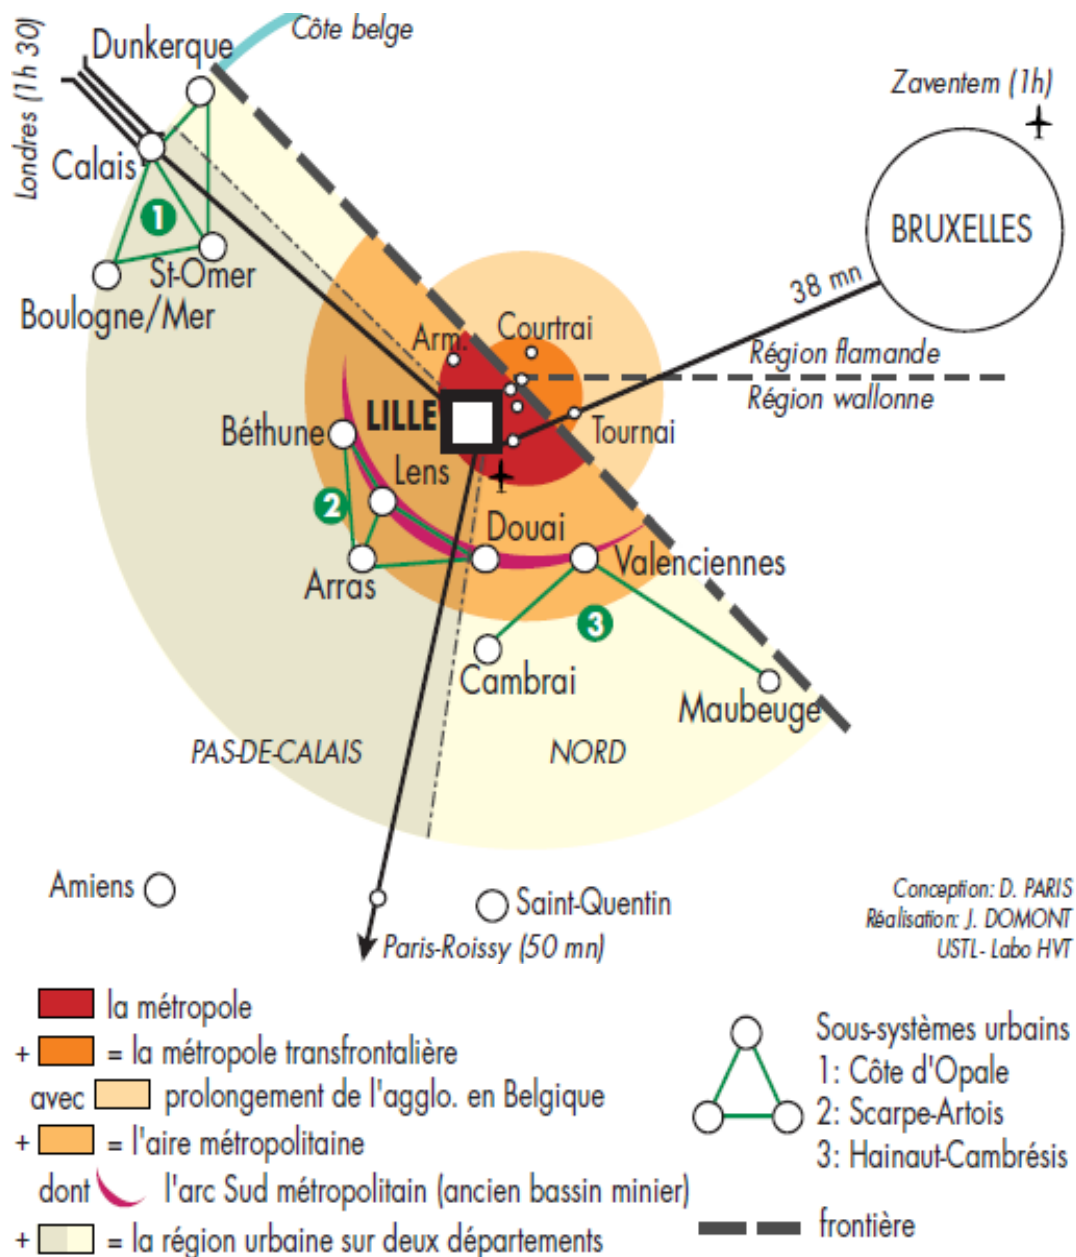 Côte belge
Dunkerque
Londres (1h 30)
Zaventem (1h)
Calais
1
BRUXELLES
St-Omer
38 mn
Boulogne/Mer
Courtrai
Arm.
Région flamande
Région wallonne
LILLE
Béthune
Tournai
Lens
2
Douai
Valenciennes
Arras
3
Cambrai
Maubeuge
PAS-DE-CALAIS
NORD
Amiens
Saint-Quentin
Paris-Roissy (50 mn)
Conception: D. PARIS
Réalisation: J. DOMONT
USTL- Labo HVT
la métropole
+ = la métropole transfrontalière
avec prolongement de l'agglo. en Belgique
+ = l'aire métropolitaine
dont l'arc Sud métropolitain (ancien bassin minier)
+ = la région urbaine sur deux départements
Sous-systèmes urbains
1: Côte d'Opale
2: Scarpe-Artois
3: Hainaut-Cambrésis
frontière